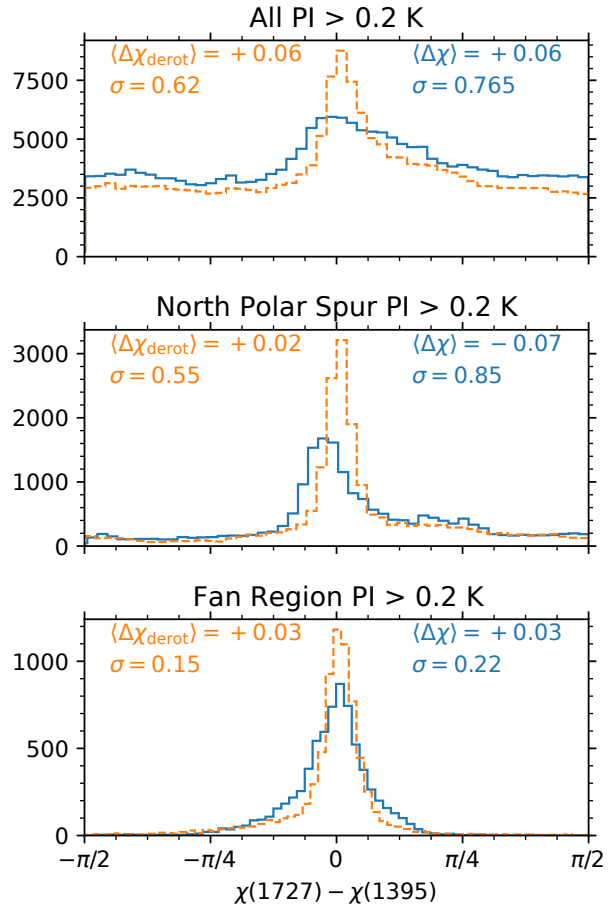 All PI > 0.2 K
⟨Δχderot⟩ = +0.06 ⟨Δχ⟩ = +0.06
σ = 0.62 σ = 0.765
7500
5000
2500
0
North Polar Spur PI > 0.2 K
⟨Δχderot⟩ = +0.02 ⟨Δχ⟩ = −0.07
σ = 0.55 σ = 0.85
3000
2000
1000
0
Fan Region PI > 0.2 K
⟨Δχderot⟩ = +0.03 ⟨Δχ⟩ = +0.03
σ = 0.15 σ = 0.22
1000
500
0
−π/2 −π/4 0 π/4 π/2
χ(1727) − χ(1395)